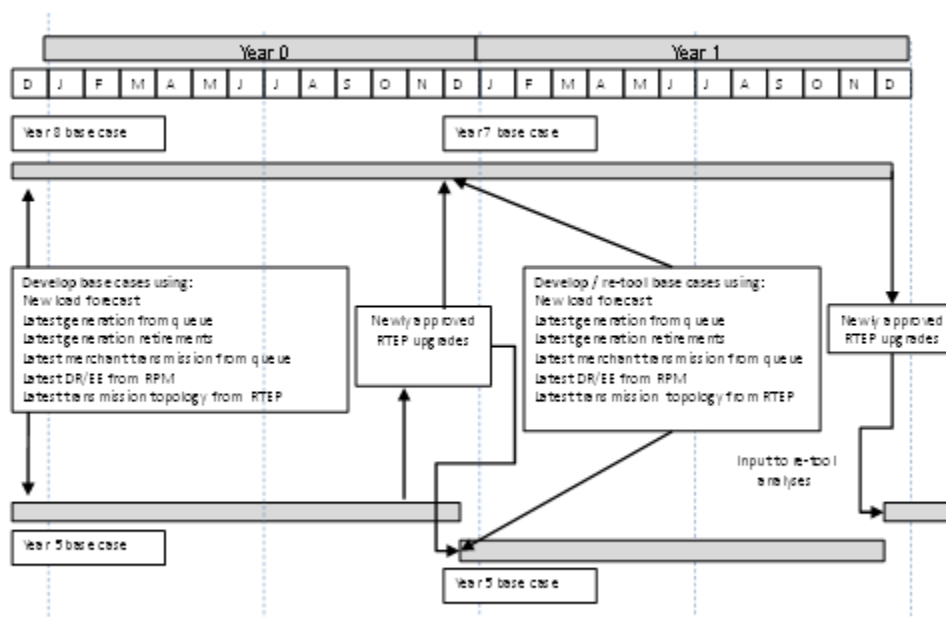 Year 0 Year 1
D J F M A M J J A S O N D J F M A M J J A S O N D
Year 8 base case Year 7 base case
Develop base cases using:
New load forecast
Latest generation from queue
Latest generation retirements
Latest merchant transmission from queue
Latest DR/EE from RPM
Latest transmission topology from RTEP
Newly approved
RTEP upgrades
Develop / re-tool base cases using:
New load forecast
Latest generation from queue
Latest generation retirements
Latest merchant transmission from queue
Latest DR/EE from RPM
Latest transmission topology from RTEP
Newly approved
RTEP upgrades
Input to re-tool
analyses
Year 5 base case
Year 5 base case